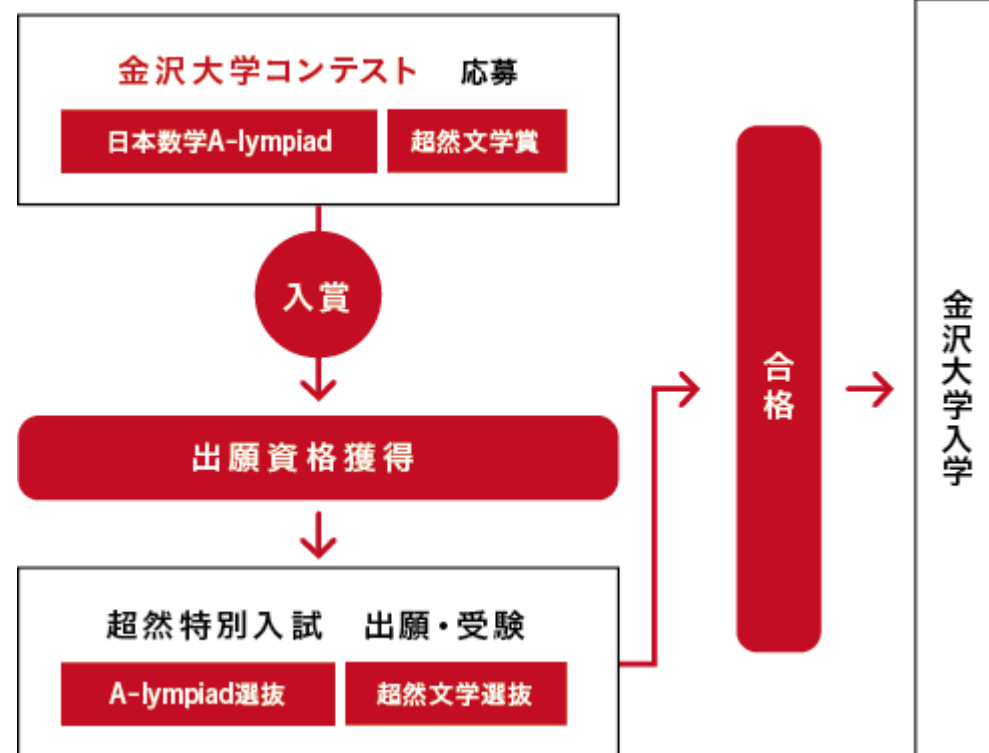 金沢大学コンテスト 応募
日本数学A-lympiad 超然文学賞
入賞
出願資格獲得
超然特別入試 出願・受験
A-lympiad選抜 超然文学選抜
合格
金沢大学入学